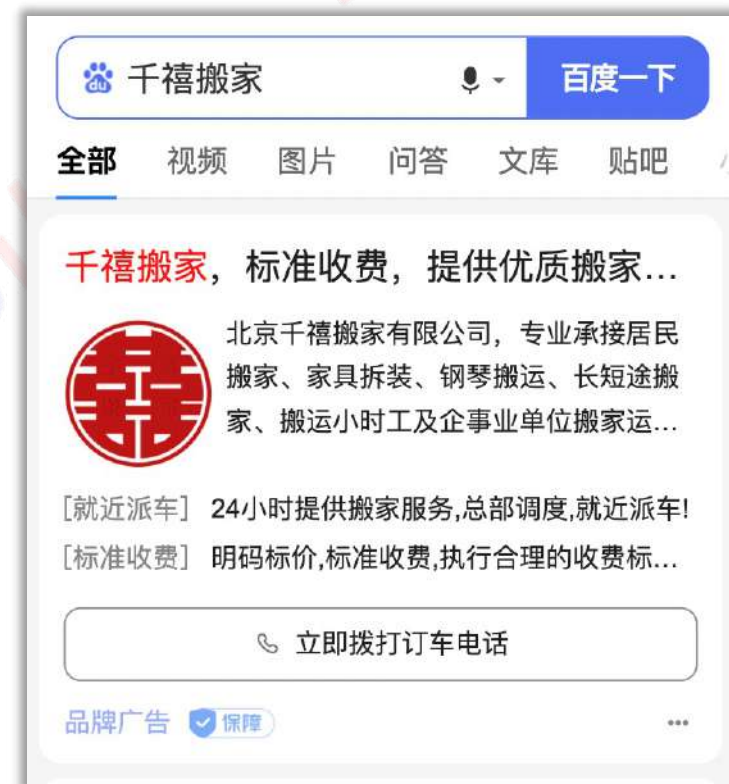 千禧搬家
百度一下
全部 视频 图片 问答 文库 贴吧
千禧搬家，标准收费，提供优质搬家...
北京千禧搬家有限公司，专业承接居民
搬家、家具拆装、钢琴搬运、长短途搬
家、搬运小时工及企事业单位搬家运...
[就近派车] 24小时提供搬家服务,总部调度,就近派车!
[标准收费] 明码标价,标准收费,执行合理的收费标...
立即拨打订车电话
品牌广告 保障